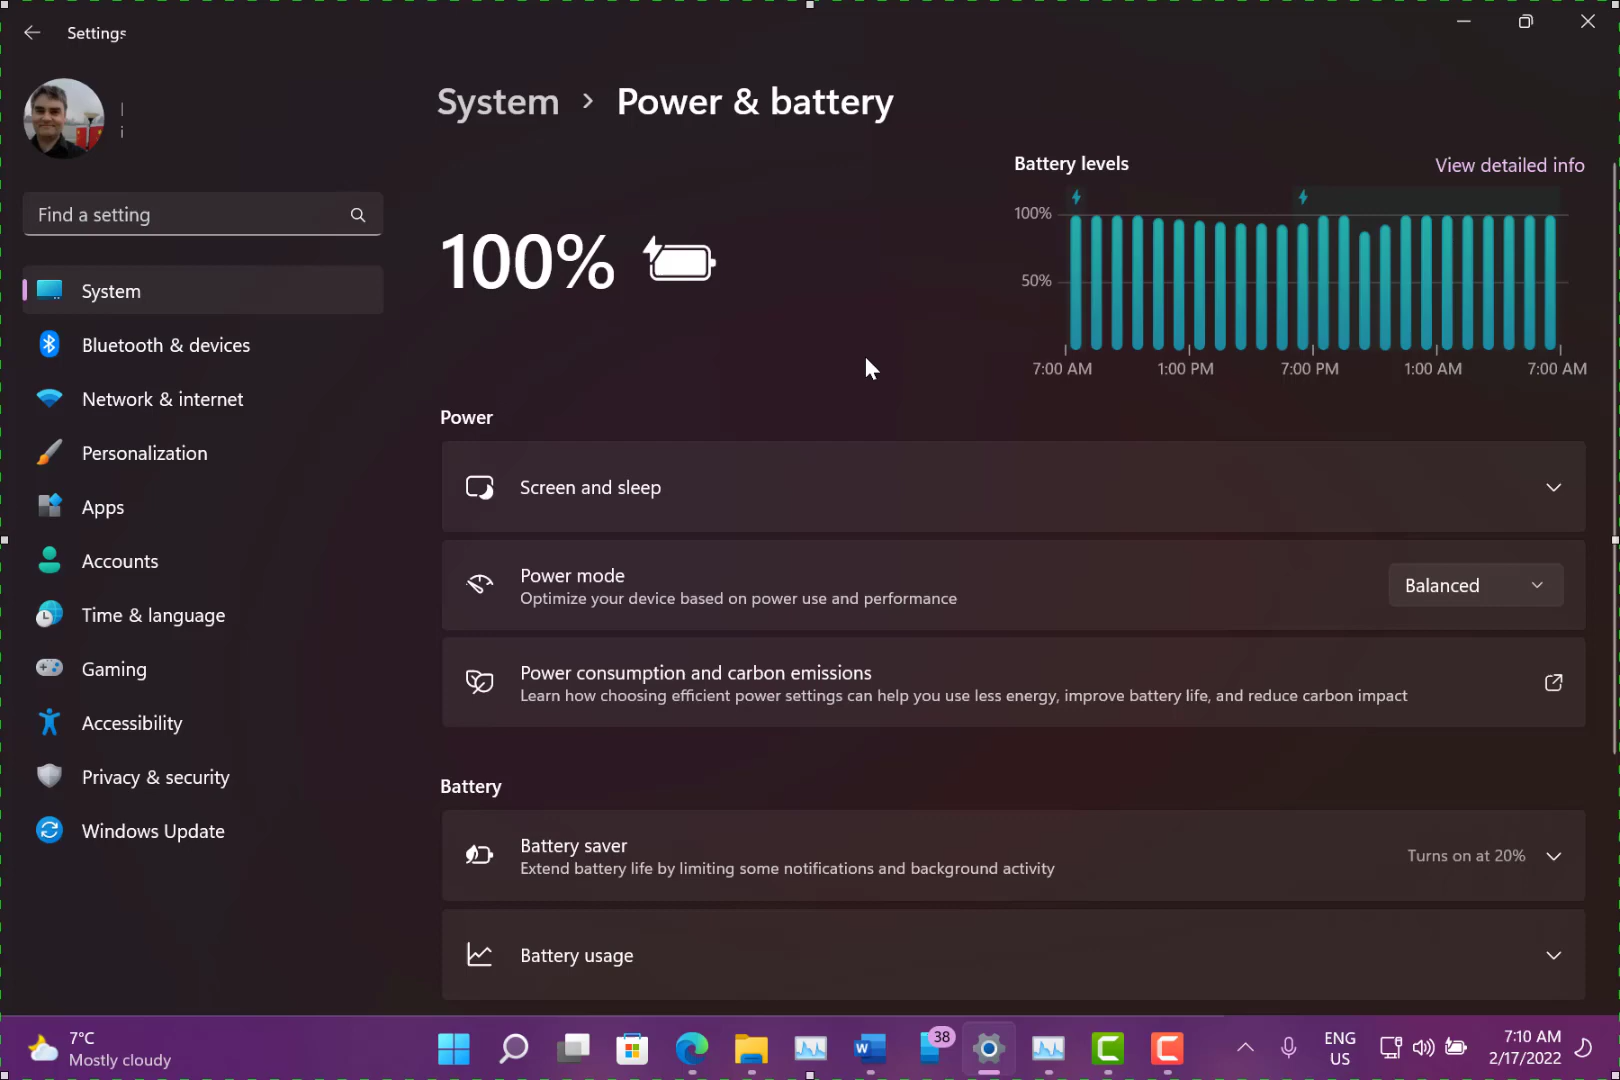 Settings
System > Power & battery
Battery levels
View detailed info
Find a setting
100%
100%
50%
7:00 AM
1:00 PM
7:00 PM
1:00 AM
7:00 AM
System
Bluetooth & devices
Network & internet
Personalization
Apps
Accounts
Time & language
Gaming
Accessibility
Privacy & security
Windows Update
Power
Screen and sleep
Power mode
Optimize your device based on power use and performance
Balanced
Power consumption and carbon emissions
Learn how choosing efficient power settings can help you use less energy, improve battery life, and reduce carbon impact
Battery
Battery saver
Extend battery life by limiting some notifications and background activity
Turns on at 20%
Battery usage
7°C
Mostly cloudy
W
38
C
C
ENG
US
7:10 AM
2/17/2022